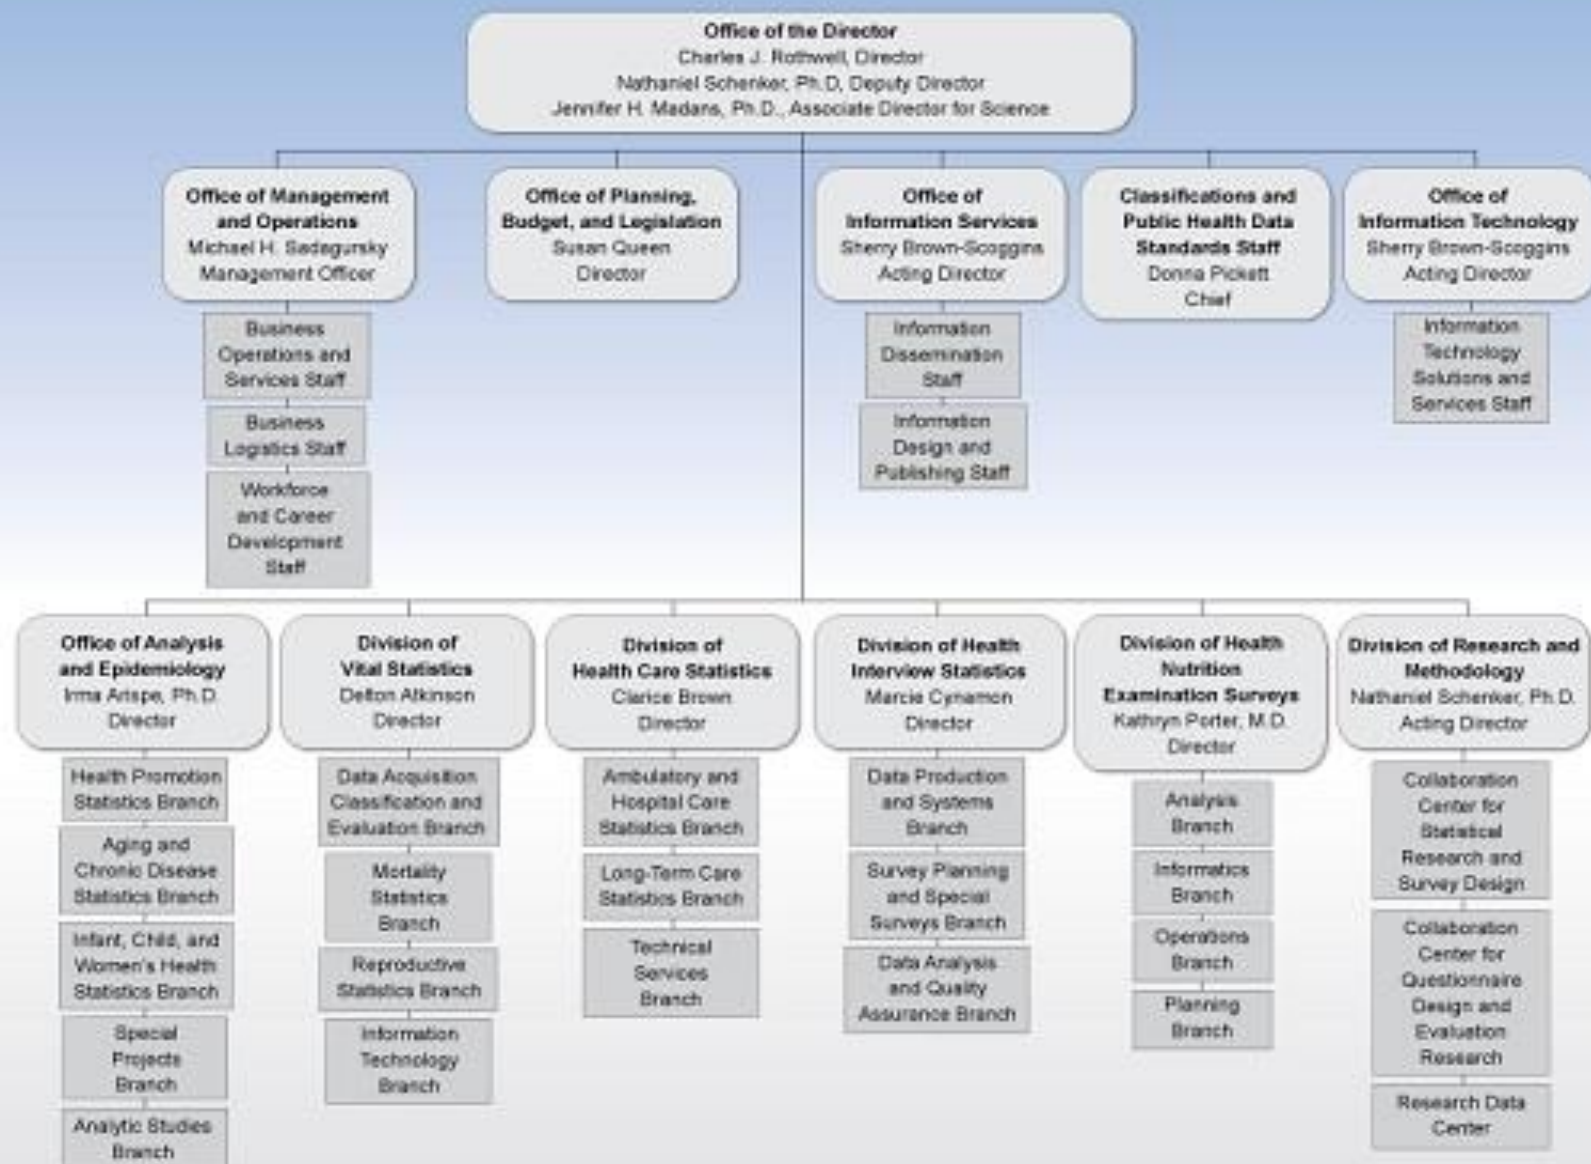 Office of the Director
Charles J. Rothwell, Director
Nathaniel Schenker, Ph.D, Deputy Director
Jennifer H. Madans, Ph.D., Associate Director for Science
Office of Management
and Operations
Michael H. Sadagursky
Management Officer
Business
Operations and
Services Staff
Business
Logistics Staff
Workforce
and Career
Development
Staff
Office of Planning,
Budget, and Legislation
Susan Queen
Director
Office of
Information Services
Sherry Brown-Scoggins
Acting Director
Information
Dissemination
Staff
Information
Design and
Publishing Staff
Classifications and
Public Health Data
Standards Staff
Donna Pickett
Chief
Office of
Information Technology
Sherry Brown-Scoggins
Acting Director
Information
Technology
Solutions and
Services Staff
Office of Analysis
and Epidemiology
Irma Arispe, Ph.D.
Director
Health Promotion
Statistics Branch
Aging and
Chronic Disease
Statistics Branch
Infant, Child, and
Women's Health
Statistics Branch
Special
Projects
Branch
Analytic Studies
Branch
Division of
Vital Statistics
Delton Atkinson
Director
Data Acquisition
Classification and
Evaluation Branch
Mortality
Statistics
Branch
Reproductive
Statistics Branch
Information
Technology
Branch
Division of
Health Care Statistics
Clarice Brown
Director
Ambulatory and
Hospital Care
Statistics Branch
Long-Term Care
Statistics Branch
Technical
Services
Branch
Division of Health
Interview Statistics
Marcie Cynamon
Director
Data Production
and Systems
Branch
Survey Planning
and Special
Surveys Branch
Data Analysis
and Quality
Assurance Branch
Division of Health
Nutrition
Examination Surveys
Kathryn Porter, M.D.
Director
Analysis
Branch
Informatics
Branch
Operations
Branch
Planning
Branch
Division of Research and
Methodology
Nathaniel Schenker, Ph.D.
Acting Director
Collaboration
Center for
Statistical
Research and
Survey Design
Collaboration
Center for
Questionnaire
Design and
Evaluation
Research
Research Data
Center